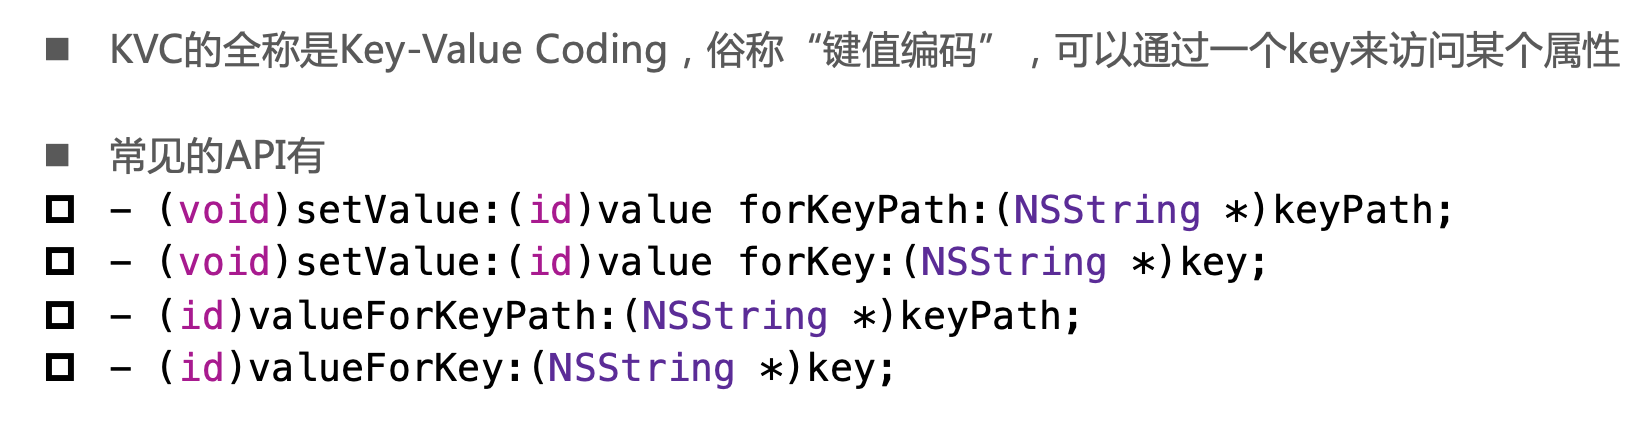 ■ KVC的全称是Key-Value Coding，俗称“键值编码”，可以通过一个key来访问某个属性
■ 常见的API有
- (void)setValue:(id)value forKeyPath:(NSString *)keyPath;
- (void)setValue:(id)value forKey:(NSString *)key;
- (id)valueForKeyPath:(NSString *)keyPath;
- (id)valueForKey:(NSString *)key;